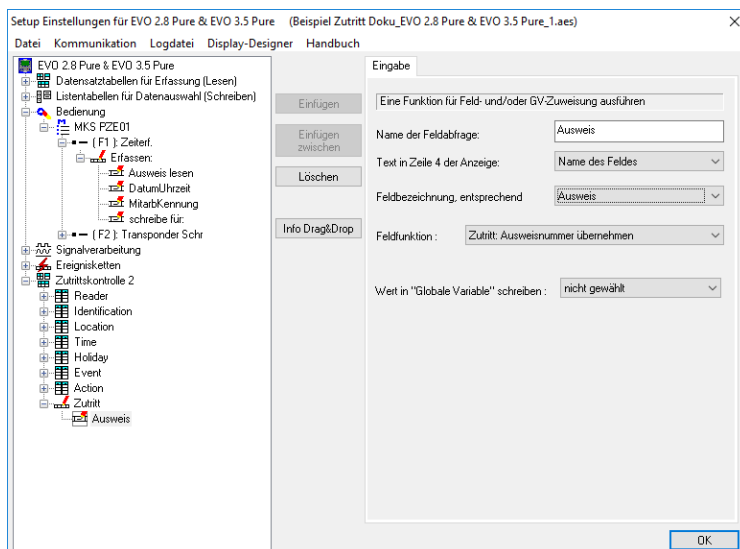 Setup Einstellungen für EVO 2.8 Pure & EVO 3.5 Pure (Beispiel Zutritt Doku_EVO 2.8 Pure & EVO 3.5 Pure_1.aes)
Datei Kommunikation Logdatei Display-Designer Handbuch
EVO 2.8 Pure & EVO 3.5 Pure
Datensatztabellen für Erfassung (Lesen)
Listentabellen für Datenauswahl (Schreiben)
Bedienung
MKS PZE01
( F1 ): Zeiterf.
Erfassen:
Ausweis lesen
DatumUhrzeit
MitarbKennung
schreibe für:
( F2 ): Transponder Schr
Signalverarbeitung
Ereignisketten
Zutrittskontrolle 2
Reader
Identification
Location
Time
Holiday
Event
Action
Zutritt
Ausweis
Einfügen
Einfügen
zwischen
Löschen
Info Drag&Drop
Eingabe
Eine Funktion für Feld- und/oder GV-Zuweisung ausführen
Name der Feldabfrage: Ausweis
Text in Zeile 4 der Anzeige: Name des Feldes
Feldbezeichnung, entsprechend Ausweis
Feldfunktion : Zutritt: Ausweisnummer übernehmen
Wert in "Globale Variable" schreiben : nicht gewählt
OK